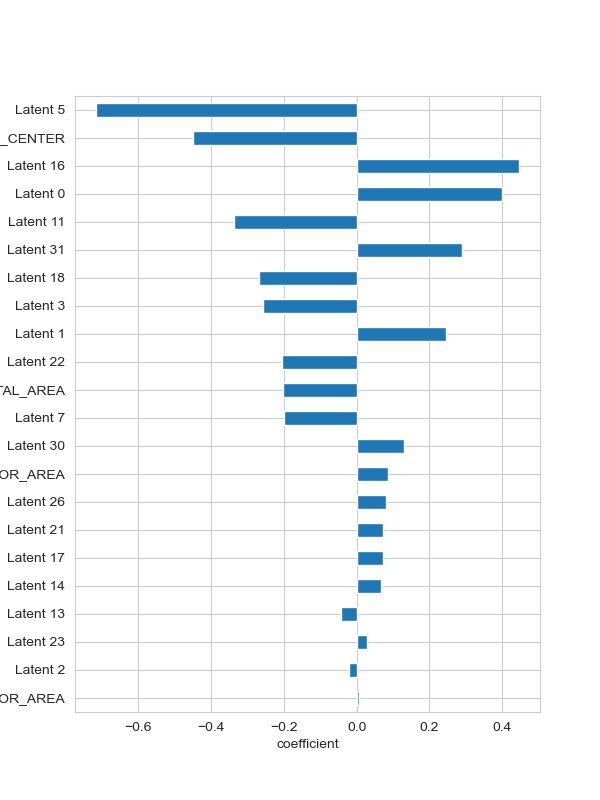 Latent 5
_CENTER
Latent 16
Latent 0
Latent 11
Latent 31
Latent 18
Latent 3
Latent 1
Latent 22
TAL_AREA
Latent 7
Latent 30
OR_AREA
Latent 26
Latent 21
Latent 17
Latent 14
Latent 13
Latent 23
Latent 2
OR_AREA
−0.6 −0.4 −0.2 0.0 0.2 0.4
coefficient